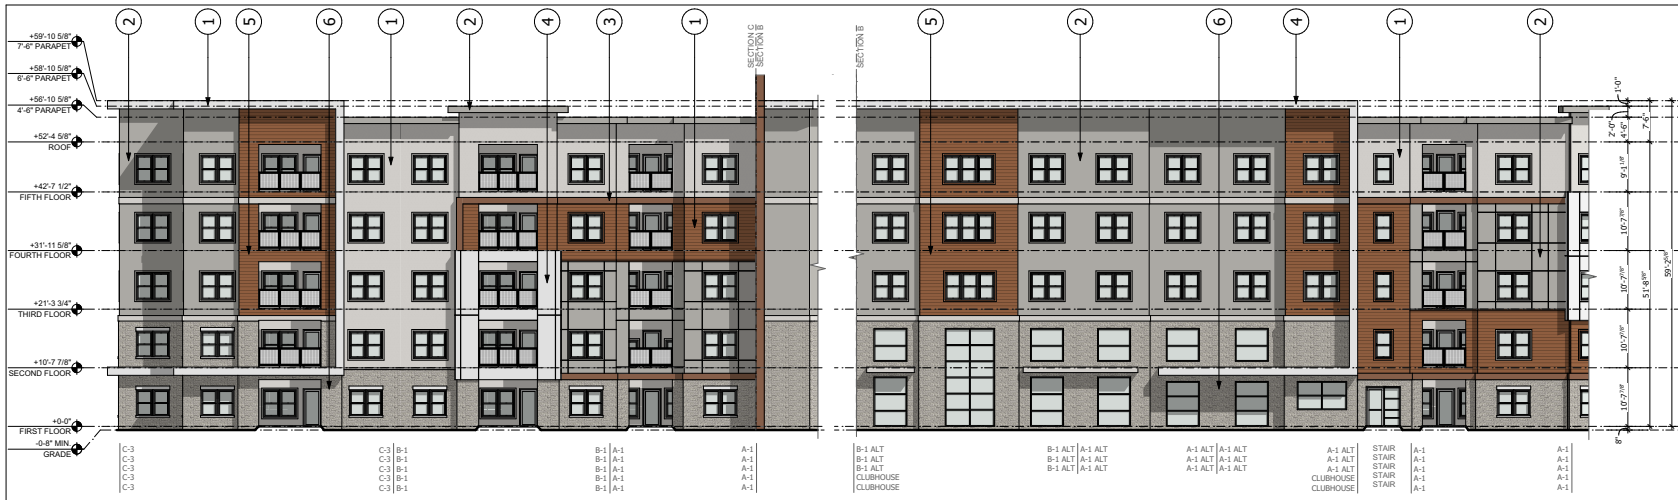 2 1 5 6 1 2 4 3 1
5 2 6 4 1 2
SECTION C
SECTION B
SECTION B
+59'-10 5/8"
7'-6" PARAPET
+58'-10 5/8"
6'-6" PARAPET
+56'-10 5/8"
4'-6" PARAPET
+52'-4 5/8"
ROOF
+42'-7 1/2"
FIFTH FLOOR
+31'-11 5/8"
FOURTH FLOOR
+21'-3 3/4"
THIRD FLOOR
+10'-7 7/8"
SECOND FLOOR
+0-0"
FIRST FLOOR
-0-8" MIN.
GRADE
1'-0"
2'-0"
4'-6"
7'-6"
9'-1 1/8"
10'-7 7/8"
10'-7 7/8"
10'-7 7/8"
10'-7 7/8"
8"
51'-8 5/8"
59'-2 5/8"
C-3 C-3 B-1 B-1 A-1 A-1
C-3 C-3 B-1 B-1 A-1 A-1
C-3 C-3 B-1 B-1 A-1 A-1
C-3 C-3 B-1 B-1 A-1 A-1
C-3 C-3 B-1 B-1 A-1 A-1
B-1 ALT B-1 ALT A-1 ALT A-1 ALT A-1 ALT A-1 ALT STAIR A-1 A-1
B-1 ALT B-1 ALT A-1 ALT A-1 ALT A-1 ALT A-1 ALT STAIR A-1 A-1
B-1 ALT B-1 ALT A-1 ALT A-1 ALT A-1 ALT A-1 ALT STAIR A-1 A-1
CLUBHOUSE CLUBHOUSE STAIR A-1 A-1
CLUBHOUSE CLUBHOUSE STAIR A-1 A-1